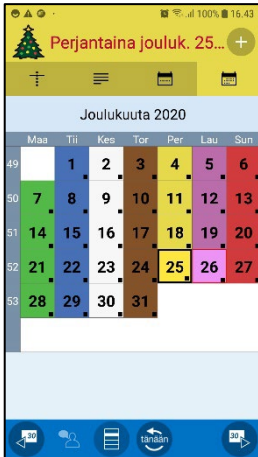 100% 16.43
Perjantaina jouluk. 25... +
Joulukuuta 2020
Maa Tii Kes Tor Per Lau Sun
49 1 2 3 4 5 6
50 7 8 9 10 11 12 13
51 14 15 16 17 18 19 20
52 21 22 23 24 25 26 27
53 28 29 30 31
30 tänään 30